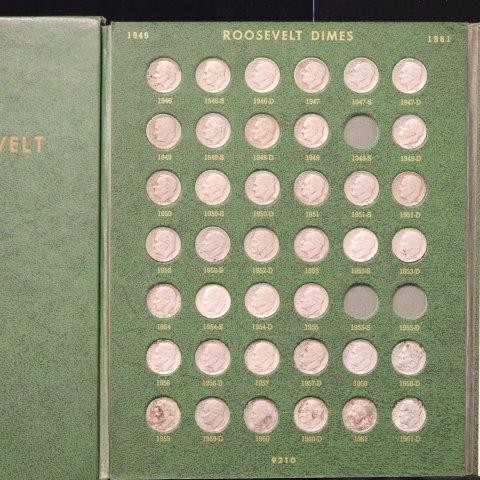 VELT
1946 ROOSEVELT DIMES 1961
1946 1946-S 1946-D 1947 1947-S 1947-D
1948 1948-S 1948-D 1949 1949-S 1949-D
1950 1950-S 1950-D 1951 1951-S 1951-D
1952 1952-S 1952-D 1953 1953-S 1953-D
1954 1954-S 1954-D 1955 1955-S 1955-D
1956 1956-D 1957 1957-D 1958 1958-D
1959 1959-D 1960 1960-D 1961 1961-D
9210